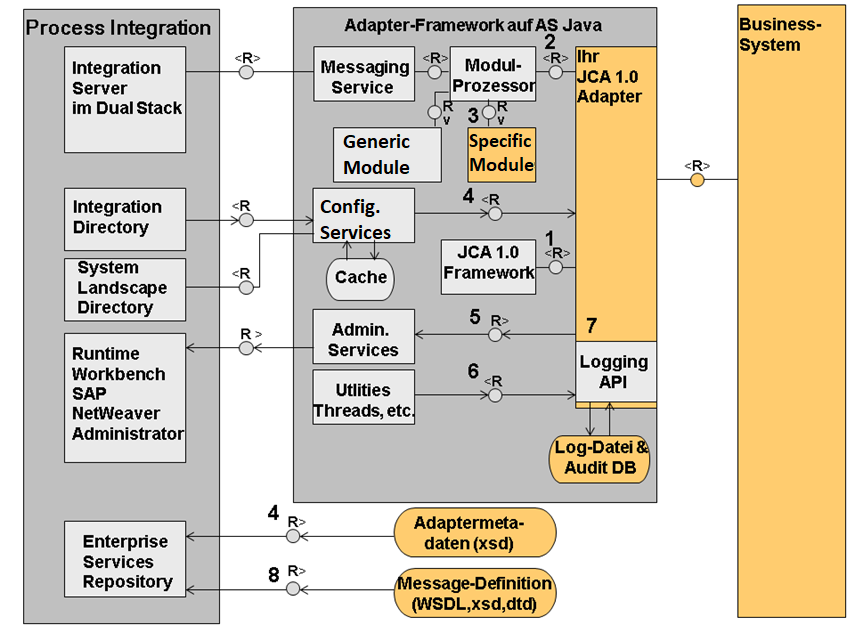 Process Integration
Integration
Server
im Dual Stack
Integration
Directory
System
Landscape
Directory
Runtime
Workbench
SAP
NetWeaver
Administrator
Enterprise
Services
Repository
<R>
<R
<R
R >
4
R>
8
R>
Adapter-Framework auf AS Java
Messaging
Service
<R>
Modul-
Prozessor
2
<R>
R
v
3
R
v
Generic
Module
Specific
Module
Config.
Services
4
<R
Cache
JCA 1.0
Framework
1
<R>
Admin.
Services
5
R>
Utlities
Threads, etc.
6
<R
Ihr
JCA 1.0
Adapter
7
Logging
API
Log-Datei &
Audit DB
Adaptermeta-
daten (xsd)
Message-Definition
(WSDL,xsd,dtd)
<R>
Business-
System